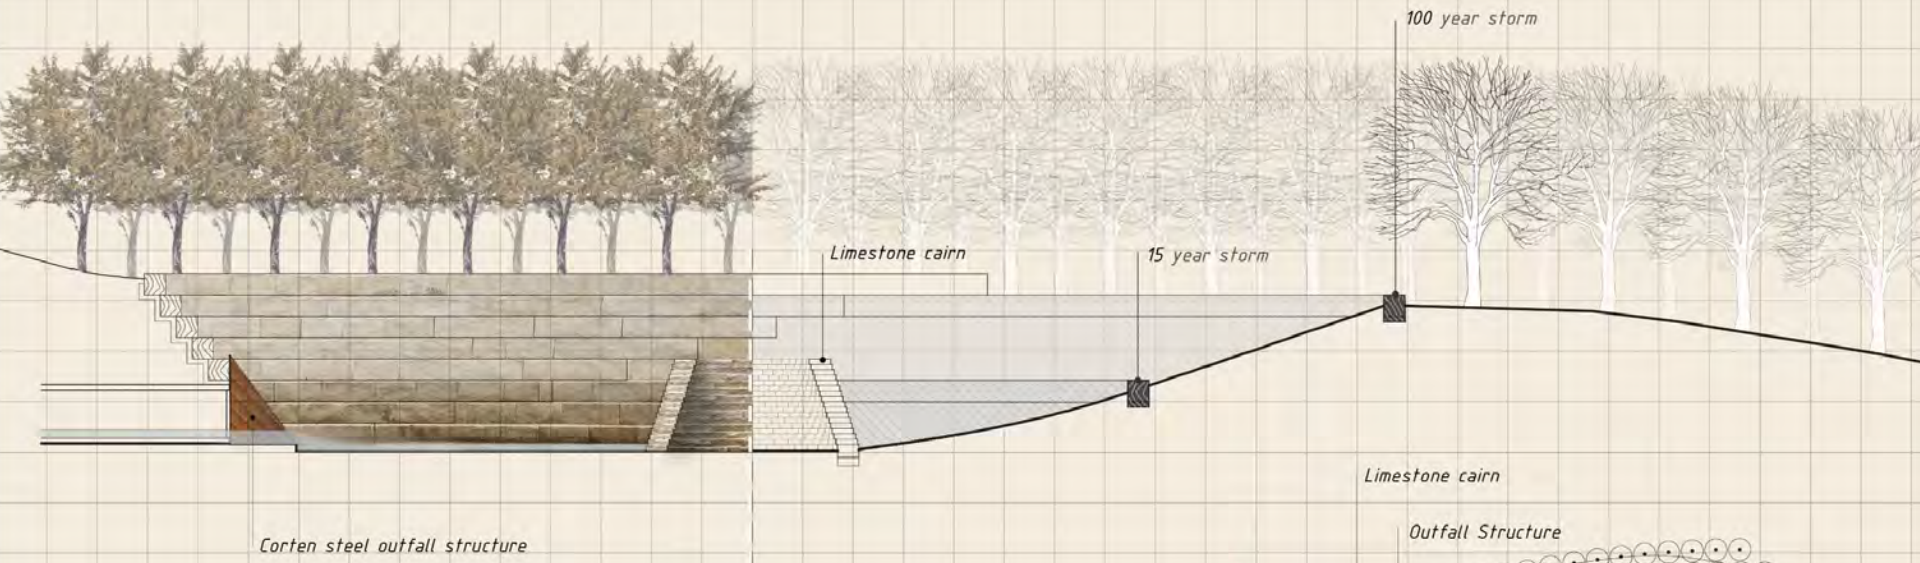 100 year storm
Limestone cairn
15 year storm
Limestone cairn
Outfall Structure
Corten steel outfall structure